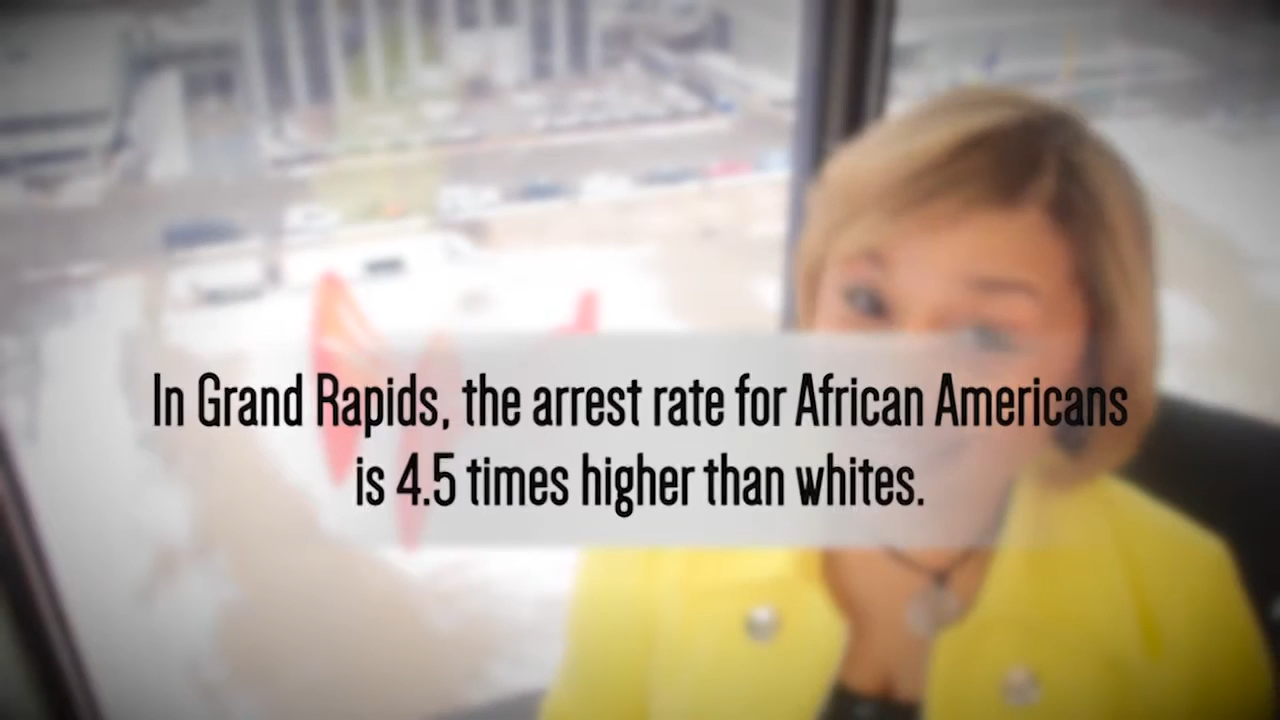 In Grand Rapids, the arrest rate for African Americans
is 4.5 times higher than whites.